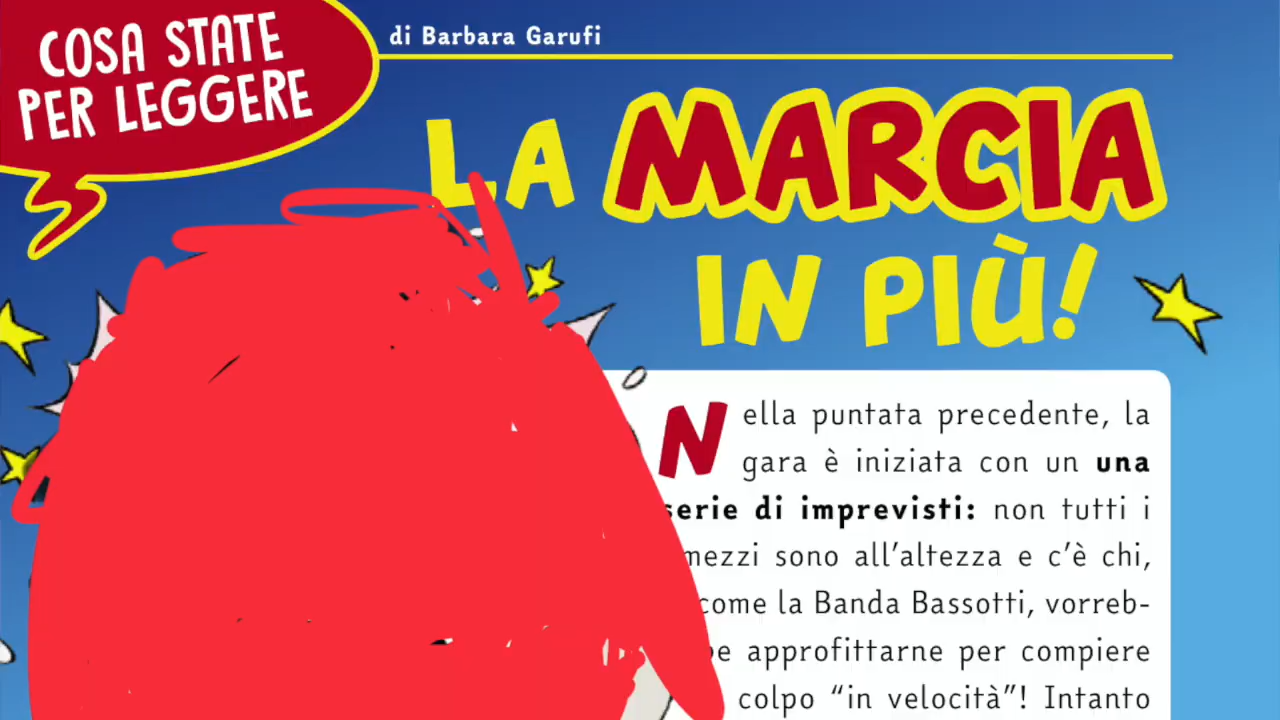 COSA STATE
PER LEGGERE
di Barbara Garufi
LA MARCIA
IN PIÙ!
Nella puntata precedente, la
gara è iniziata con un una
serie di imprevisti: non tutti i
mezzi sono all’altezza e c’è chi,
come la Banda Bassotti, vorreb-
be approfittarne per compiere
colpo “in velocità”! Intanto